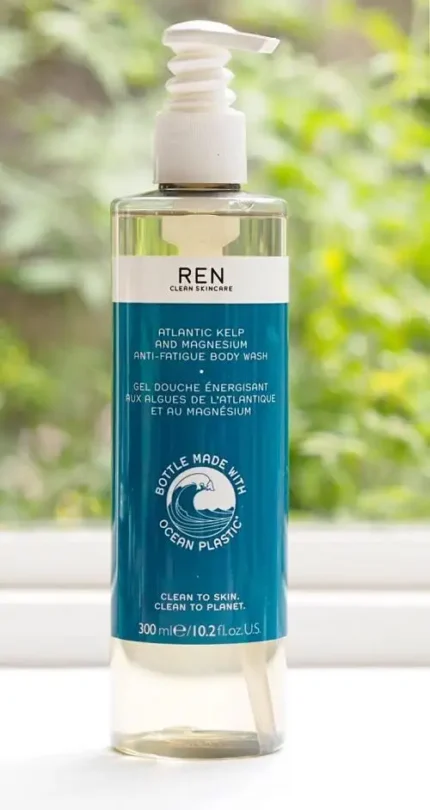 REN
CLEAN SKINCARE
ATLANTIC KELP
AND MAGNESIUM
ANTI-FATIGUE BODY WASH
GEL DOUCHE ÉNERGISANT
AUX ALGUES DE L'ATLANTIQUE
ET AU MAGNÉSIUM
BOTTLE MADE WITH
OCEAN PLASTIC*
CLEAN TO SKIN.
CLEAN TO PLANET.
300 ml℮/10.2 fl.oz.U.S.